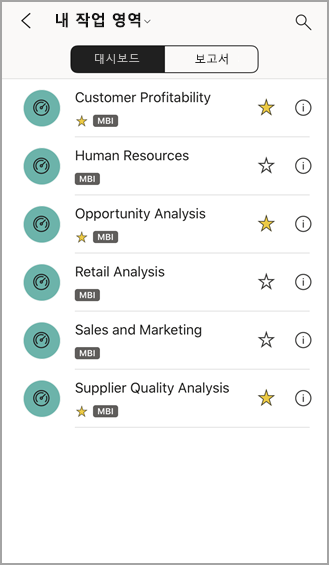 내 작업 영역
대시보드 보고서
Customer Profitability
MBI
Human Resources
MBI
Opportunity Analysis
MBI
Retail Analysis
MBI
Sales and Marketing
MBI
Supplier Quality Analysis
MBI